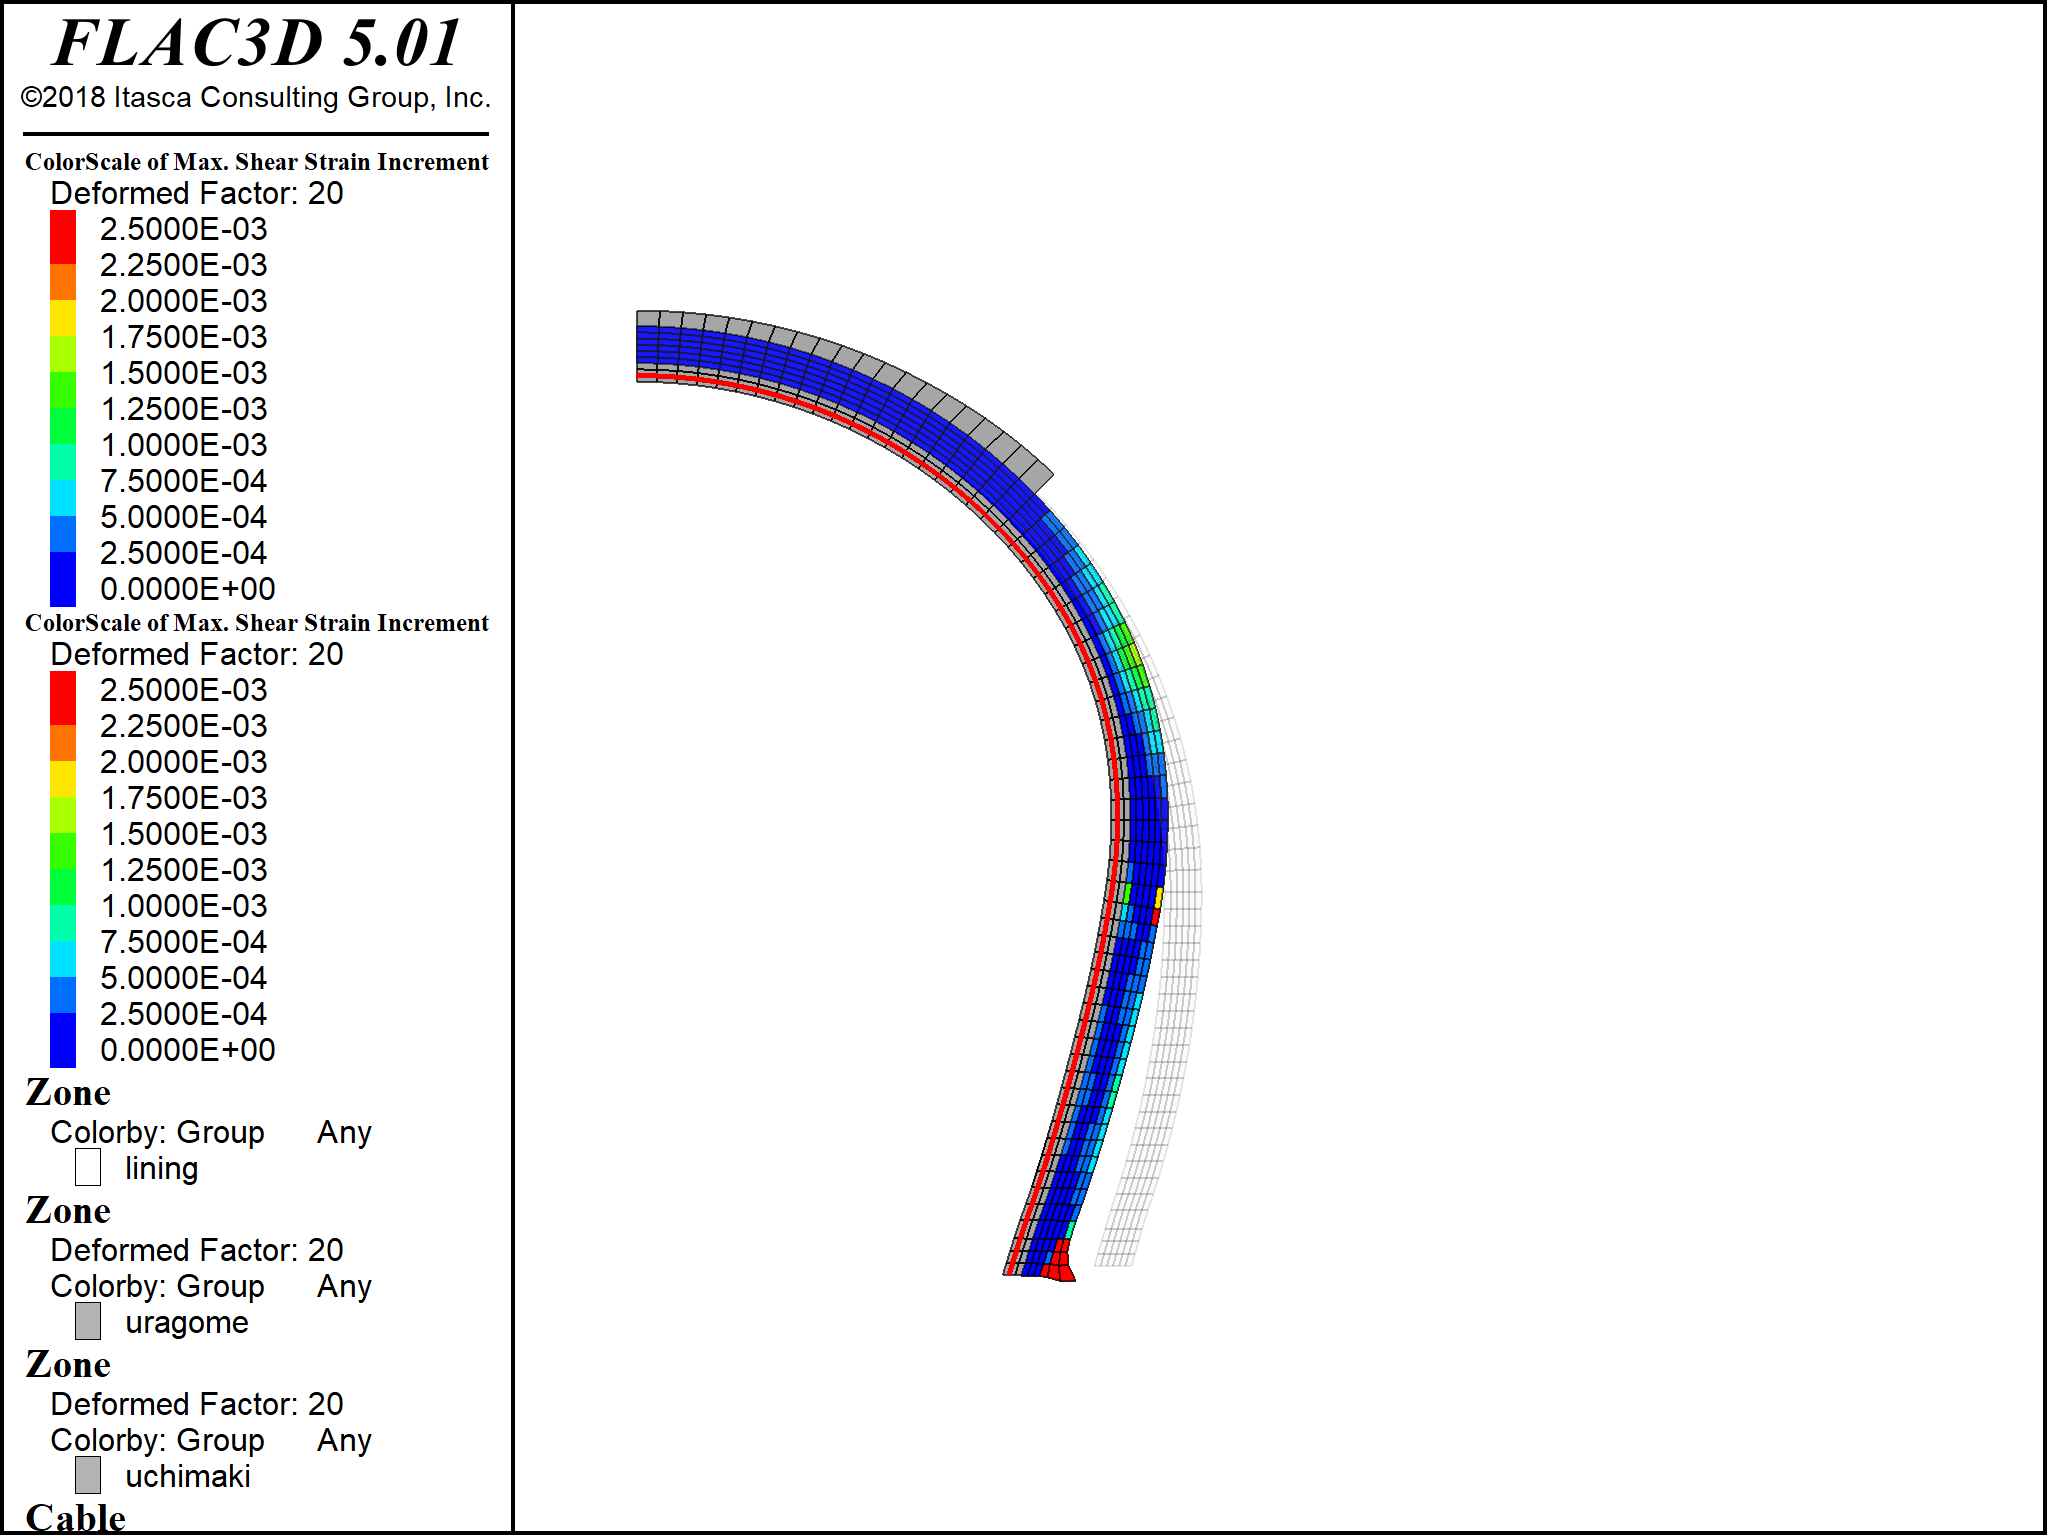 FLAC3D 5.01
©2018 Itasca Consulting Group, Inc.
ColorScale of Max. Shear Strain Increment
Deformed Factor: 20
2.5000E-03
2.2500E-03
2.0000E-03
1.7500E-03
1.5000E-03
1.2500E-03
1.0000E-03
7.5000E-04
5.0000E-04
2.5000E-04
0.0000E+00
ColorScale of Max. Shear Strain Increment
Deformed Factor: 20
2.5000E-03
2.2500E-03
2.0000E-03
1.7500E-03
1.5000E-03
1.2500E-03
1.0000E-03
7.5000E-04
5.0000E-04
2.5000E-04
0.0000E+00
Zone
Colorby: Group Any
lining
Zone
Deformed Factor: 20
Colorby: Group Any
uragome
Zone
Deformed Factor: 20
Colorby: Group Any
uchimaki
Cable